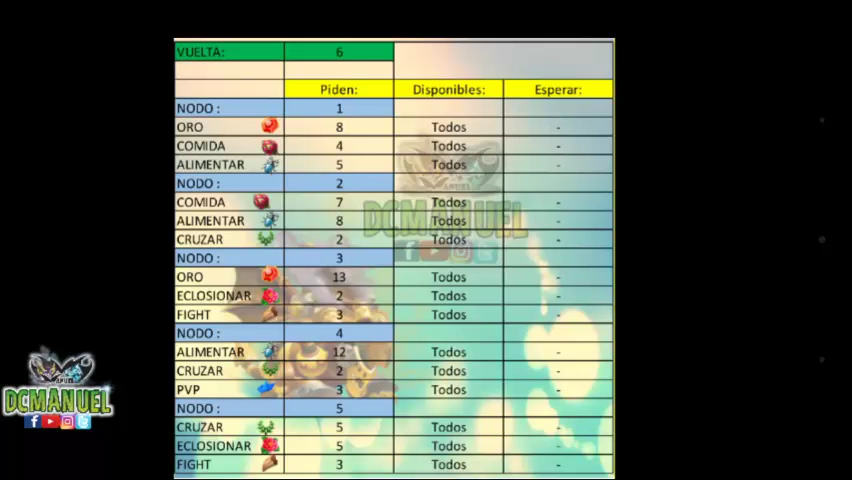 VUELTA: 6
Piden: Disponibles: Esperar:
NODO : 1
ORO 8 Todos -
COMIDA 4 Todos -
ALIMENTAR 5 Todos -
NODO : 2
COMIDA 7 Todos -
ALIMENTAR 8 Todos -
CRUZAR 2 Todos -
NODO : 3
ORO 13 Todos -
ECLOSIONAR 2 Todos -
FIGHT 3 Todos -
NODO : 4
ALIMENTAR 12 Todos -
CRUZAR 2 Todos -
PVP 3 Todos -
NODO : 5
CRUZAR 5 Todos -
ECLOSIONAR 5 Todos -
FIGHT 3 Todos -
DCMANUEL
DCMANUEL